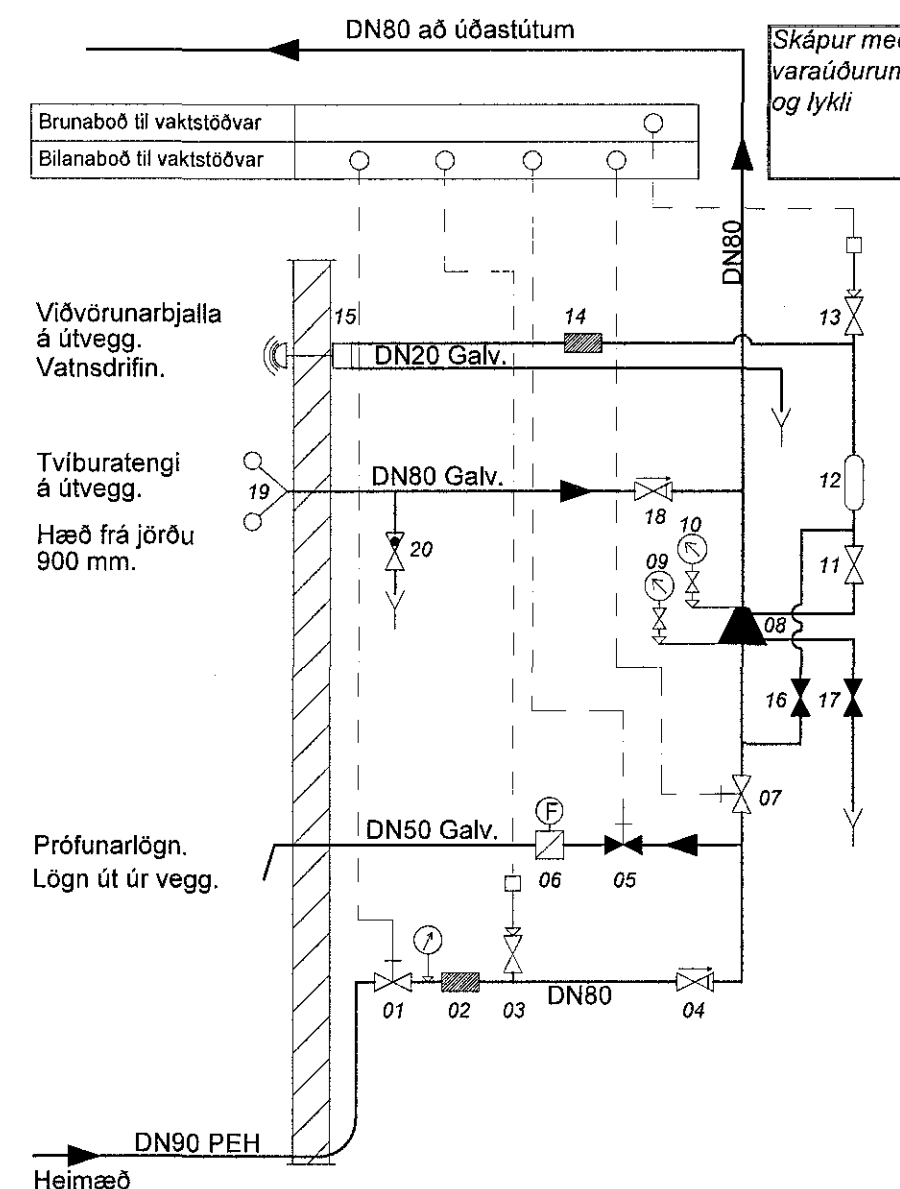 DN80 að úðastútum
Skápur með
varaúðurum
og lykli
Brunaboð til vaktstöðvar
Bilanaboð til vaktstöðvar
DN80
Viðvörunarbjalla
á útvegg.
Vatnsdrifin.
15
14
13
DN20 Galv.
Tvíburatengi
á útvegg.
19
DN80 Galv.
18
12
Hæð frá jörðu
900 mm.
20
10
09
11
08
16
17
07
DN50 Galv.
F
Prófunarlögn.
Lögn út úr vegg.
06
05
DN80
01
02
03
04
DN90 PEH
Heimæð